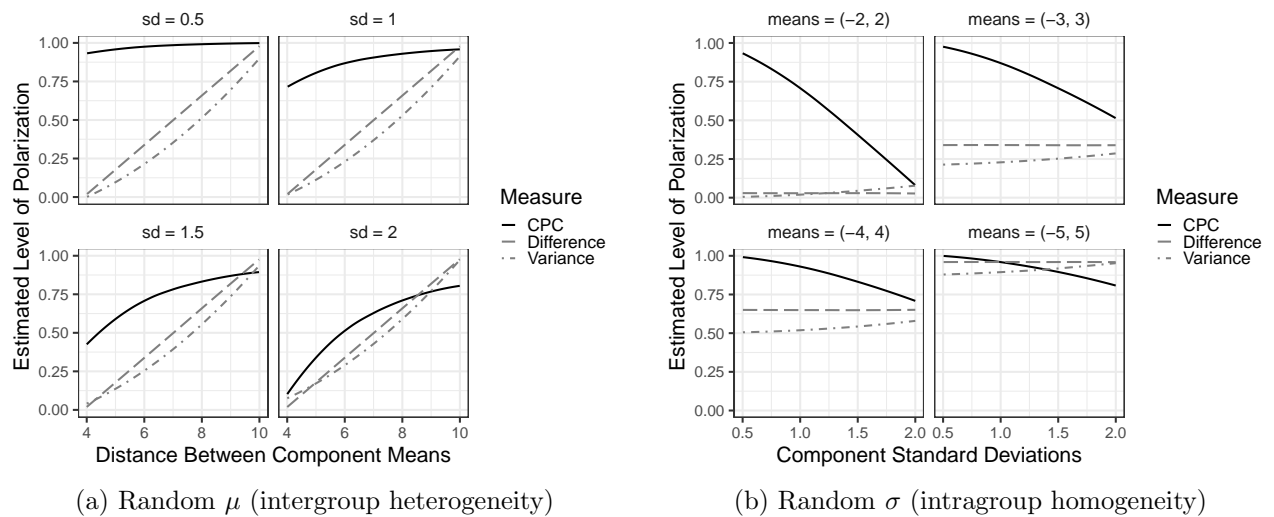 sd = 0.5
sd = 1
1.00
0.75
0.50
0.25
0.00
sd = 1.5
sd = 2
1.00
0.75
0.50
0.25
0.00
4
6
8
10
4
6
8
10
Estimated Level of Polarization
Distance Between Component Means
Measure
CPC
Difference
Variance
(a) Random μ (intergroup heterogeneity)
means = (−2, 2)
means = (−3, 3)
1.00
0.75
0.50
0.25
0.00
means = (−4, 4)
means = (−5, 5)
1.00
0.75
0.50
0.25
0.00
0.5
1.0
1.5
2.0
0.5
1.0
1.5
2.0
Estimated Level of Polarization
Component Standard Deviations
Measure
CPC
Difference
Variance
(b) Random σ (intragroup homogeneity)